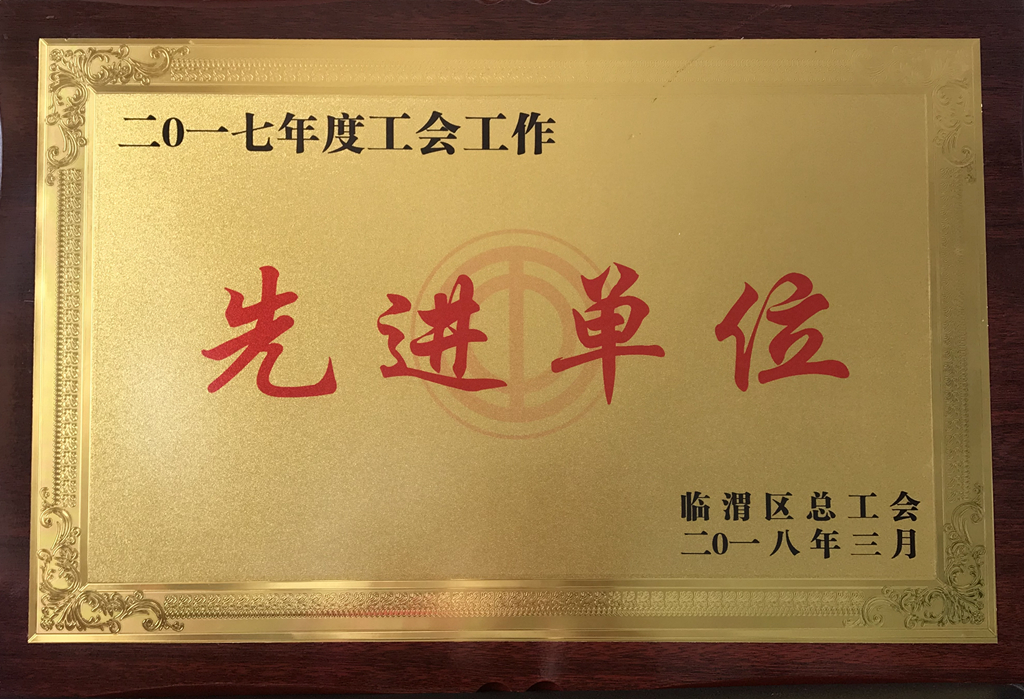 二0一七年度工会工作
先进单位
临渭区总工会
二0一八年三月